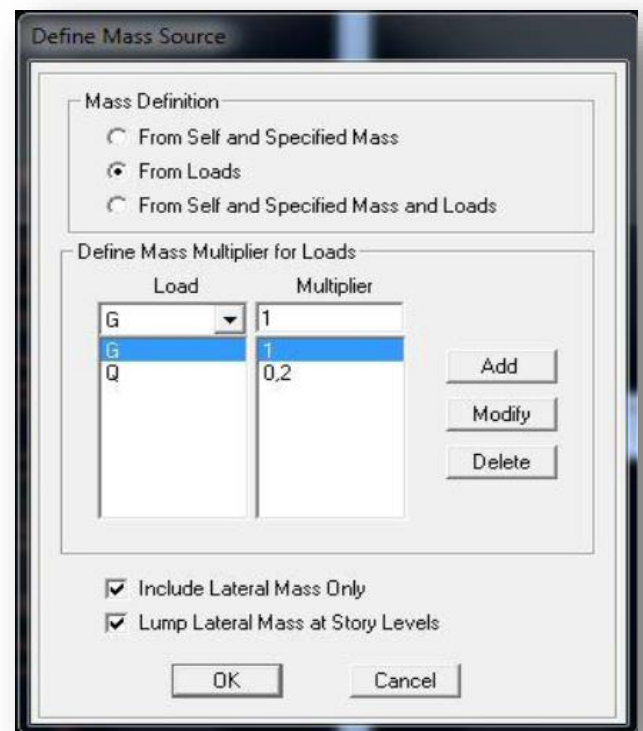 Define Mass Source
Mass Definition
From Self and Specified Mass
From Loads
From Self and Specified Mass and Loads
Define Mass Multiplier for Loads
Load Multiplier
G 1
G 1
Q 0,2
Add
Modify
Delete
Include Lateral Mass Only
Lump Lateral Mass at Story Levels
OK Cancel